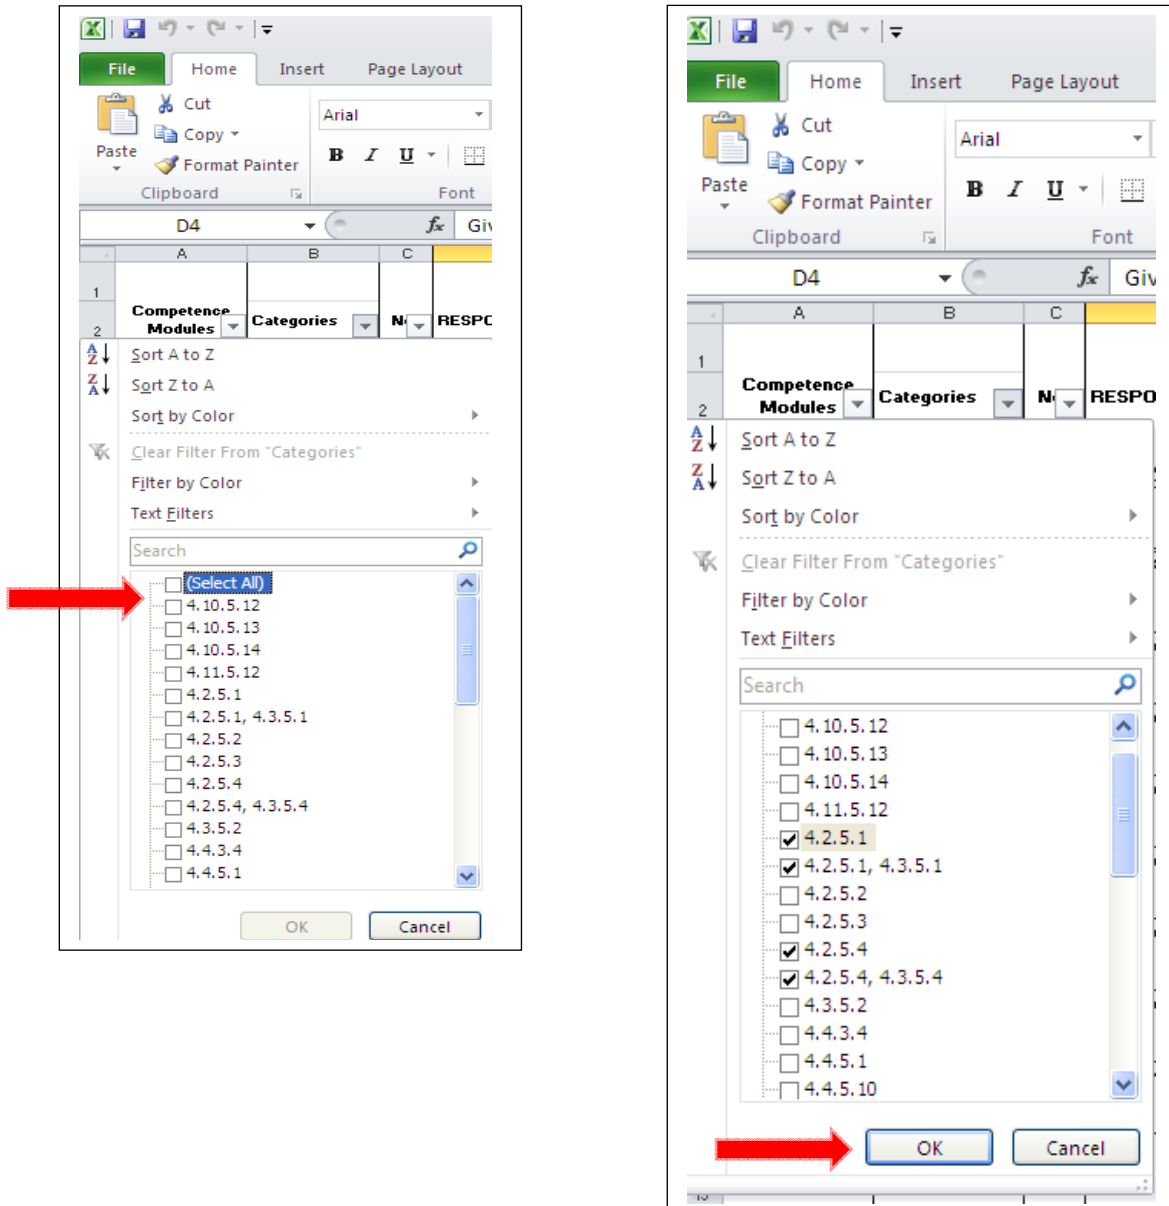 File Home Insert Page Layout
Cut
Arial
Copy
Paste
B I U
Format Painter
Clipboard Font
D4 fx Giv
A B C
1
Competence
Modules Categories RESPC
2
Sort A to Z
Sort Z to A
Sort by Color
Clear Filter From "Categories"
Filter by Color
Text Filters
Search
(Select All)
4.10.5.12
4.10.5.13
4.10.5.14
4.11.5.12
4.2.5.1
4.2.5.1, 4.3.5.1
4.2.5.2
4.2.5.3
4.2.5.4
4.2.5.4, 4.3.5.4
4.3.5.2
4.4.3.4
4.4.5.1
OK Cancel
File Home Insert Page Layout
Cut
Arial
Copy
Paste
B I U
Format Painter
Clipboard Font
D4 fx Giv
A B C
1
Competence
Modules Categories RESPO
2
Sort A to Z
Sort Z to A
Sort by Color
Clear Filter From "Categories"
Filter by Color
Text Filters
Search
4.10.5.12
4.10.5.13
4.10.5.14
4.11.5.12
4.2.5.1
4.2.5.1, 4.3.5.1
4.2.5.2
4.2.5.3
4.2.5.4
4.2.5.4, 4.3.5.4
4.3.5.2
4.4.3.4
4.4.5.1
4.4.5.10
OK Cancel